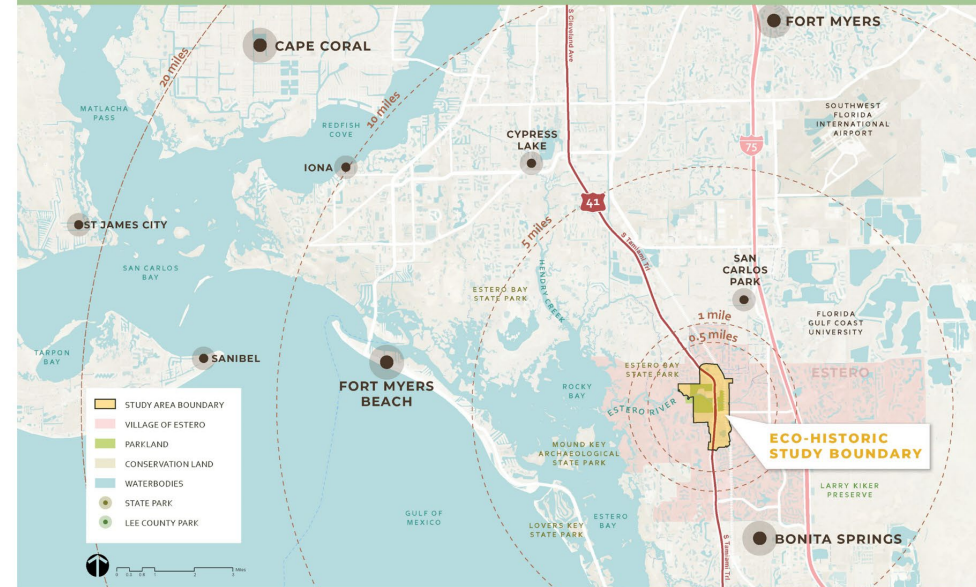 FORT MYERS
S Cleveland Ave
CAPE CORAL
20 miles
MATLACHA
PASS
10 miles
REDFISH
COVE
SOUTHWEST
FLORIDA
INTERNATIONAL
AIRPORT
CYPRESS
LAKE
75
IONA
41
ST JAMES CITY
5 miles
S Tamiami Trl
SAN CARLOS
BAY
HENDRY CREEK
SAN
CARLOS
PARK
ESTERO BAY
STATE PARK
1 mile
FLORIDA
GULF COAST
UNIVERSITY
0.5 miles
TARPON
BAY
SANIBEL
FORT MYERS
BEACH
ESTERO BAY
STATE PARK
ESTERO
ROCKY
BAY
ESTERO RIVER
ECO-HISTORIC
STUDY BOUNDARY
MOUND KEY
ARCHAEOLOGICAL
STATE PARK
LARRY KIKER
PRESERVE
GULF OF
MEXICO
ESTERO
BAY
LOVERS KEY
STATE PARK
BONITA SPRINGS
S Tamiami Trl
STUDY AREA BOUNDARY
VILLAGE OF ESTERO
PARKLAND
CONSERVATION LAND
WATERBODIES
STATE PARK
LEE COUNTY PARK
Miles